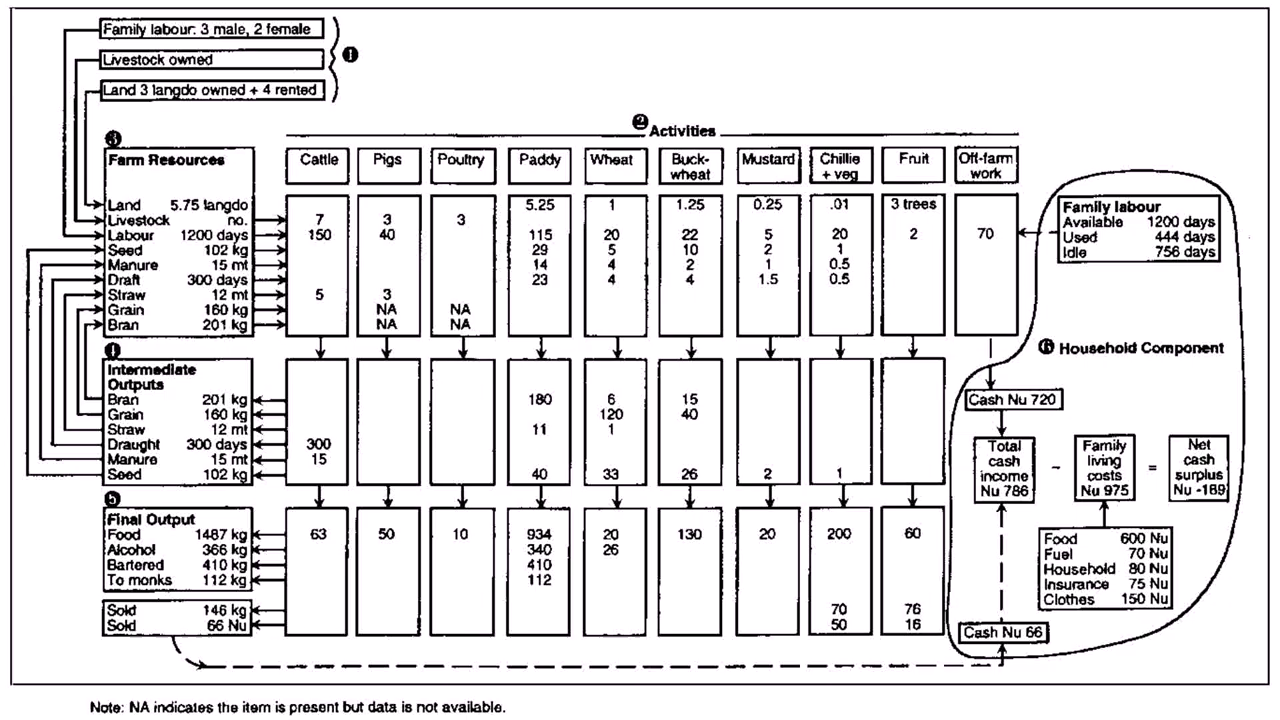 Family labour: 3 male, 2 female
Livestock owned
Land 3 langdo owned + 4 rented
❶
❷ Activities
❸
Farm Resources
Cattle Pigs Poultry Paddy Wheat Buck-wheat Mustard Chillie + veg Fruit Off-farm work
Land 5.75 langdo 5.25 1 1.25 0.25 .01 3 trees
Livestock no. 7 3 3
Labour 1200 days 150 40 115 20 22 5 20 2 70
Seed 102 kg 29 5 10 2 1
Manure 15 mt 14 4 2 1 0.5
Draft 300 days 23 4 4 1.5 0.5
Straw 12 mt 5 3
Grain 160 kg NA NA
Bran 201 kg NA NA
Family labour
Available 1200 days
Used 444 days
Idle 756 days
❹
Intermediate
Outputs
Bran 201 kg 180 6 15
Grain 160 kg 120 40
Straw 12 mt 11 1
Draught 300 days 300
Manure 15 mt 15
Seed 102 kg 40 33 26 2 1
❺
Final Output
Food 1487 kg 63 50 10 934 20 130 20 200 60
Alcohol 366 kg 340 26
Bartered 410 kg 410
To monks 112 kg 112
Sold 146 kg 70 76
Sold 66 Nu 50 16
❻ Household Component
Cash Nu 720
Total
cash
income
Nu 786
-
Family
living
costs
Nu 975
=
Net
cash
surplus
Nu -189
Food 600 Nu
Fuel 70 Nu
Household 80 Nu
Insurance 75 Nu
Clothes 150 Nu
Cash Nu 66
Note: NA indicates the item is present but data is not available.